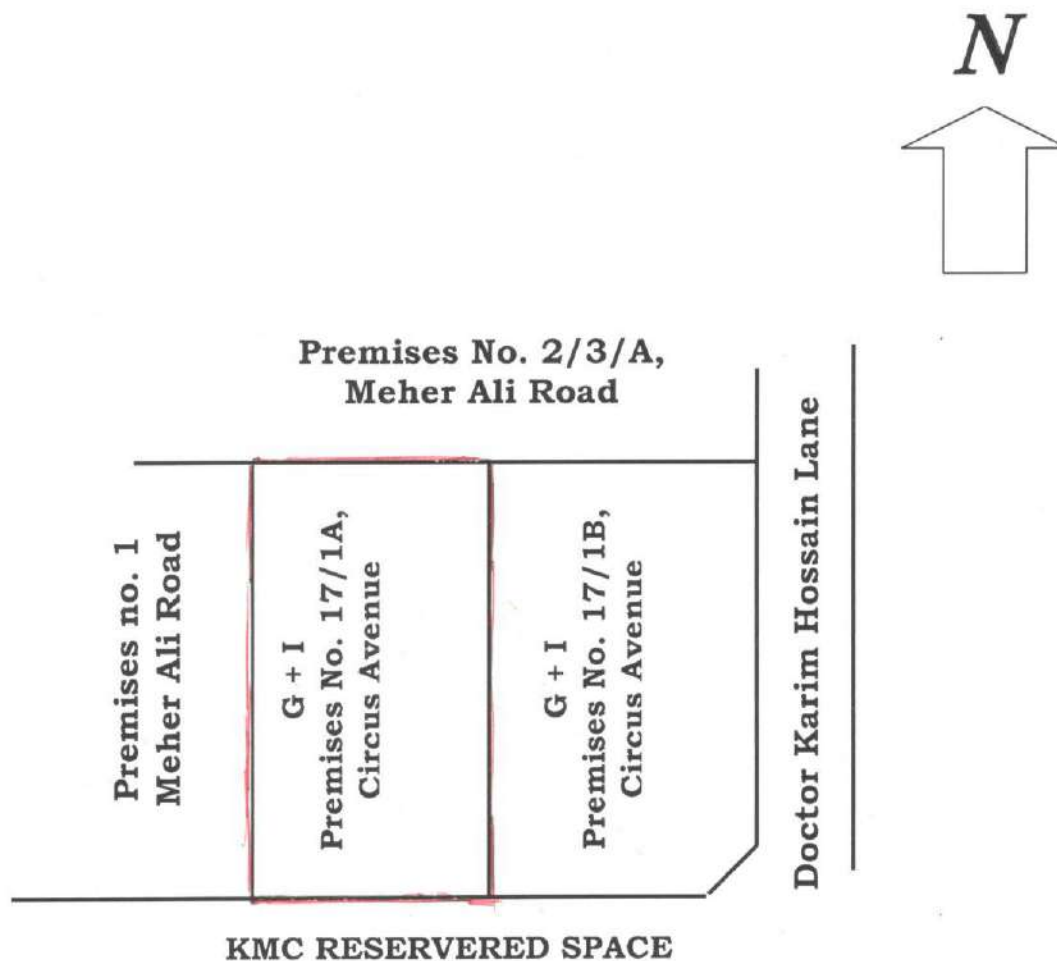 N
Premises No. 2/3/A,
Meher Ali Road
Premises no. 1
Meher Ali Road
G + I
Premises No. 17/1A,
Circus Avenue
G + I
Premises No. 17/1B,
Circus Avenue
Doctor Karim Hossain Lane
KMC RESERVERED SPACE